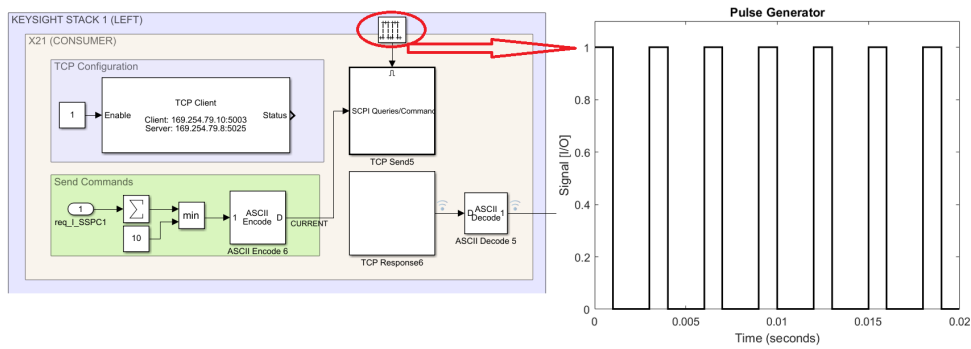 KEYSIGHT STACK 1 (LEFT)
X21 (CONSUMER)
TCP Configuration
1
Enable
TCP Client
Client: 169.254.79.10:5003
Server: 169.254.79.8:5025
Status
SCPI Queries/Command
TCP Send5
Send Commands
1
req_I_SSPC1
Σ
10
min
1
ASCII
Encode
D
CURRENT
ASCII Encode 6
TCP Response6
D
ASCII
Decode
1
ASCII Decode 5
Pulse Generator
Signal [I/O]
1
0.8
0.6
0.4
0.2
0
0
0.005
0.01
0.015
0.02
Time (seconds)